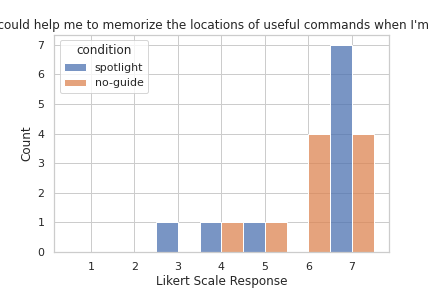 could help me to memorize the locations of useful commands when I'm
condition
spotlight
no-guide
Count
7
6
5
4
3
2
1
0
1 2 3 4 5 6 7
Likert Scale Response